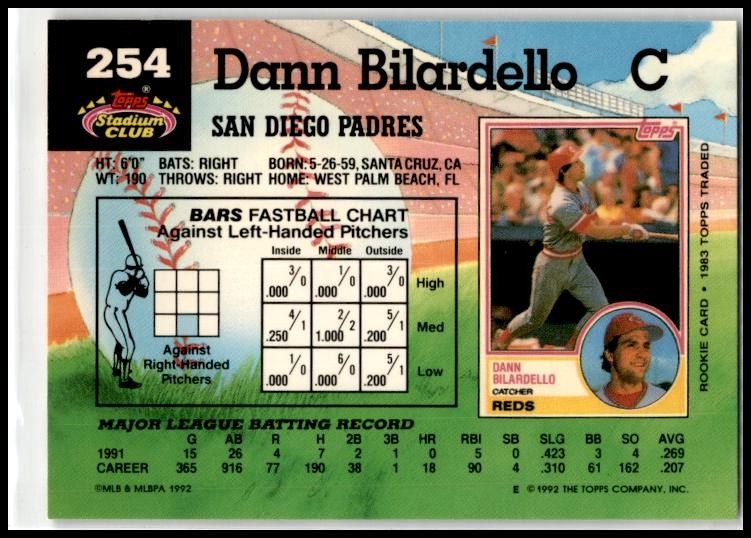 254
Dann Bilardello C
®
Topps
Stadium
CLUB
SAN DIEGO PADRES
HT: 6'0" BATS: RIGHT BORN: 5-26-59, SANTA CRUZ, CA
WT: 190 THROWS: RIGHT HOME: WEST PALM BEACH, FL
BARS FASTBALL CHART
Against Left-Handed Pitchers
Inside Middle Outside
3/0 1/0 3/0
.000 .000 .000 High
4/1 2/2 5/1
.250 1.000 .200 Med
1/0 6/0 5/1
.000 .000 .200 Low
Against
Right-Handed
Pitchers
Topps
DANN
BILARDELLO
CATCHER
REDS
ROOKIE CARD • 1983 TOPPS TRADED
MAJOR LEAGUE BATTING RECORD
G AB R H 2B 3B HR RBI SB SLG BB SO AVG
1991 15 26 4 7 2 1 0 5 0 .423 3 4 .269
CAREER 365 916 77 190 38 1 18 90 4 .310 61 162 .207
©MLB & MLBPA 1992 E ©1992 THE TOPPS COMPANY, INC.